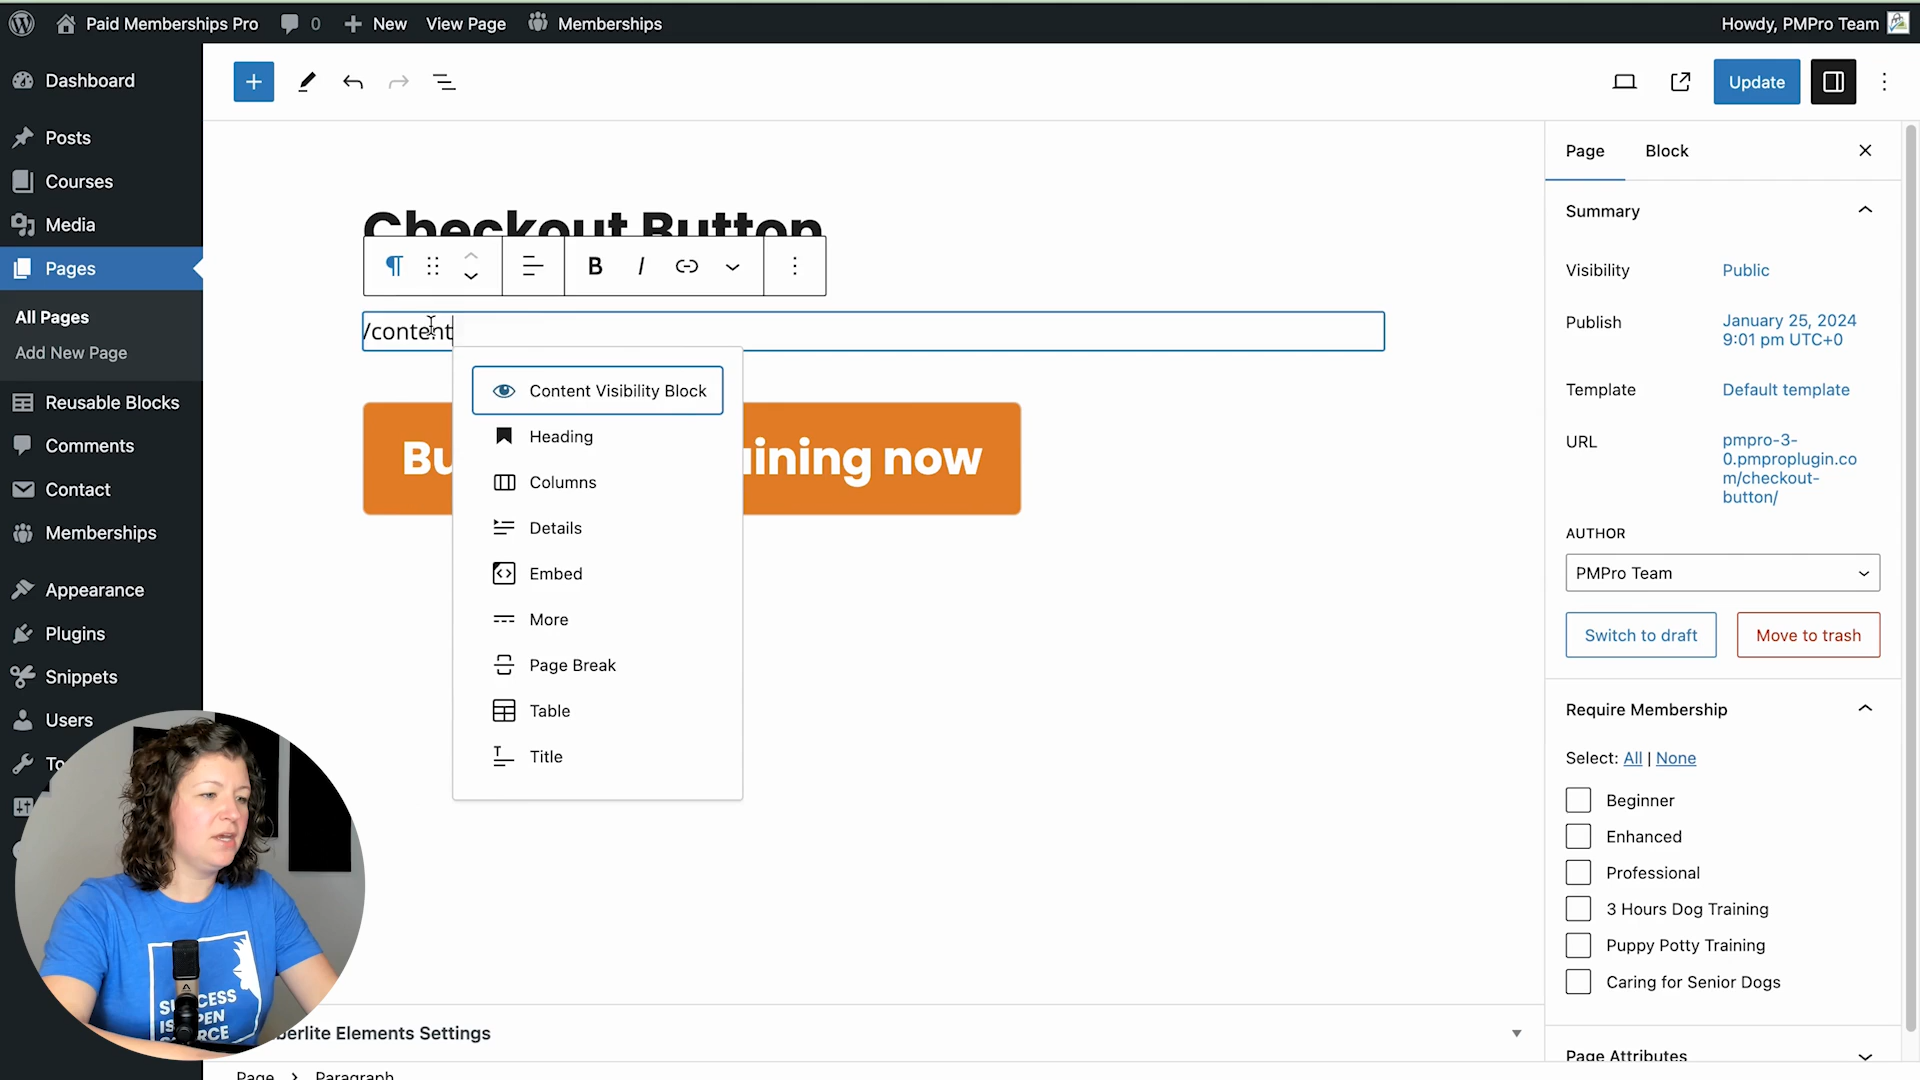 Paid Memberships Pro
0
New
View Page
Memberships
Howdy, PMPro Team
Dashboard
Posts
Courses
Media
Pages
All Pages
Add New Page
Reusable Blocks
Comments
Contact
Memberships
Appearance
Plugins
Snippets
Users
Update
Checkout Button
B I
/content
Content Visibility Block
Heading
Columns
Details
Embed
More
Page Break
Table
Title
now
Page
Block
Summary
Visibility
Public
Publish
January 25, 2024
9:01 pm UTC+0
Template
Default template
URL
pmpro-3-
0.pmproplugin.co
m/checkout-
button/
AUTHOR
PMPro Team
Switch to draft
Move to trash
Require Membership
Select: All | None
Beginner
Enhanced
Professional
3 Hours Dog Training
Puppy Potty Training
Caring for Senior Dogs
Page Attributes
Elements Settings
Page > Paragraph